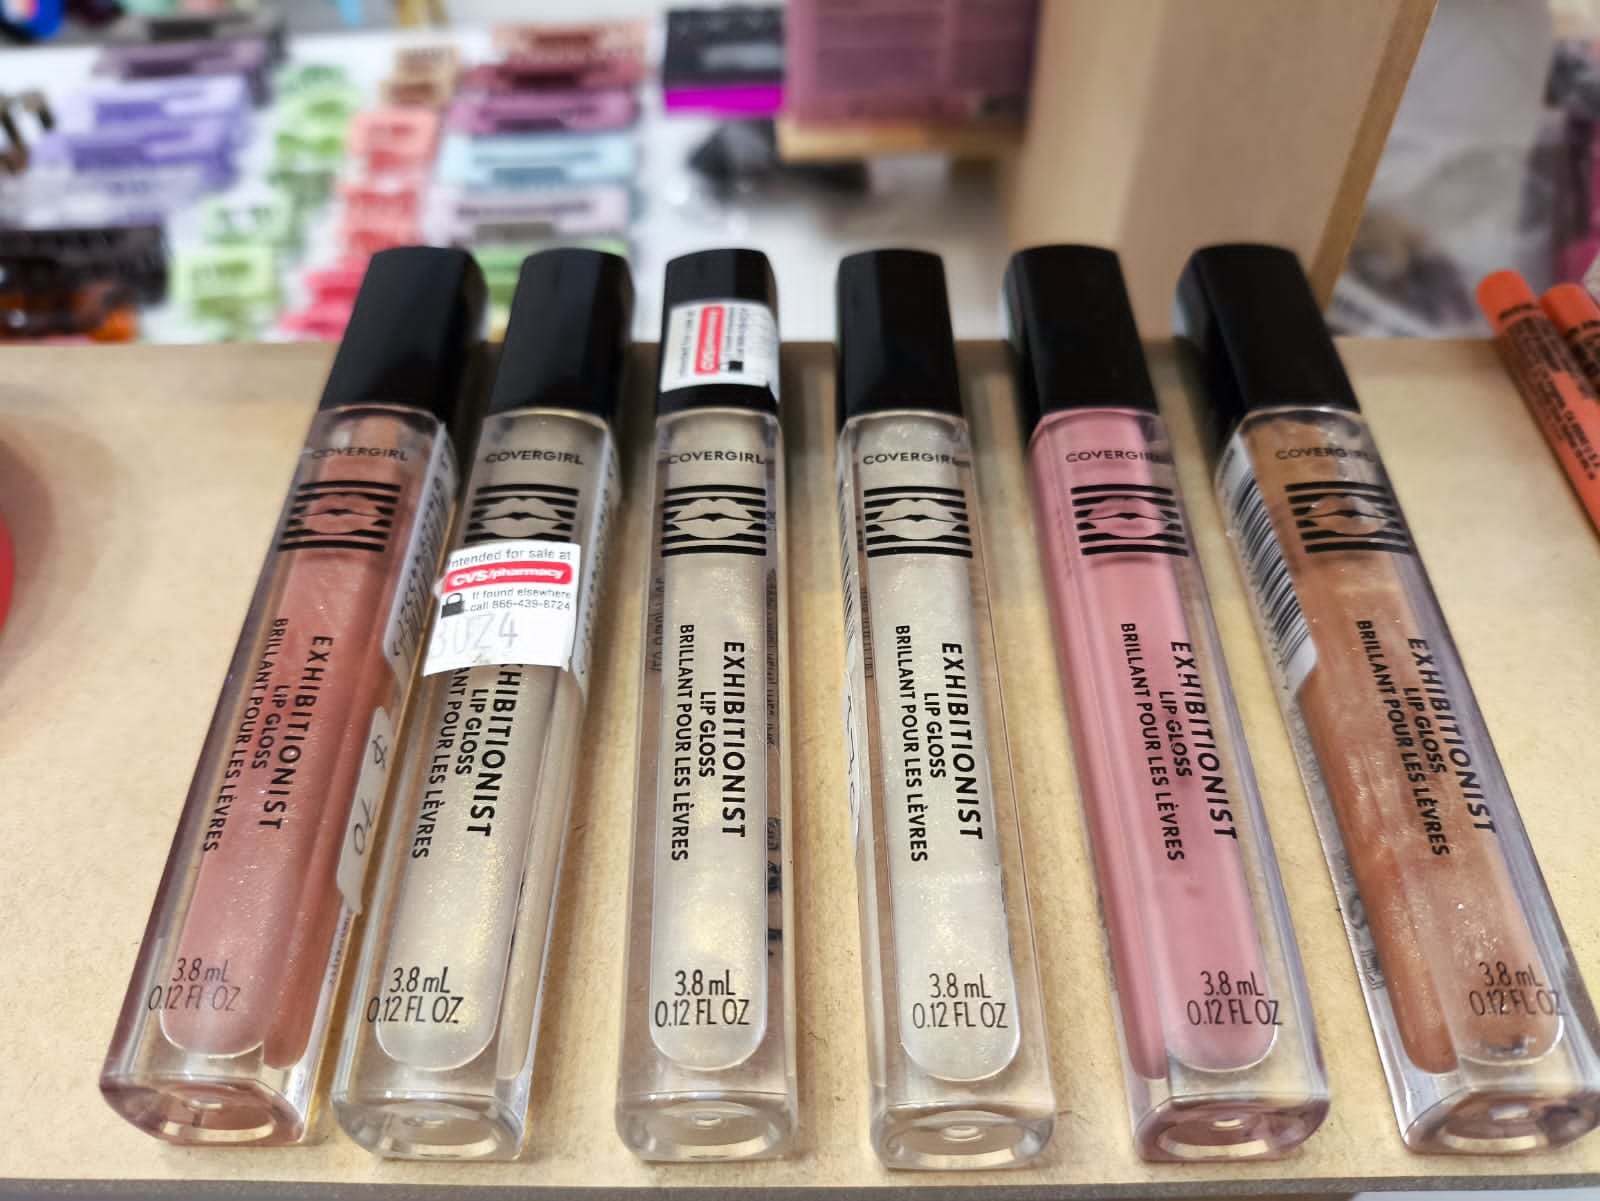 COVERGIRL
EXHIBITIONIST
LIP GLOSS
BRILLANT POUR LES LÈVRES
3.8 mL
0.12 FL OZ
COVERGIRL
Intended for sale at
CVS/pharmacy
If found elsewhere
call 866-439-8724
3024
EXHIBITIONIST
LIP GLOSS
BRILLANT POUR LES LÈVRES
3.8 mL
0.12 FL OZ
COVERGIRL
EXHIBITIONIST
LIP GLOSS
BRILLANT POUR LES LÈVRES
3.8 mL
0.12 FL OZ
COVERGIRL
EXHIBITIONIST
LIP GLOSS
BRILLANT POUR LES LÈVRES
3.8 mL
0.12 FL OZ
COVERGIRL
EXHIBITIONIST
LIP GLOSS
BRILLANT POUR LES LÈVRES
3.8 mL
0.12 FL OZ
COVERGIRL
EXHIBITIONIST
LIP GLOSS
BRILLANT POUR LES LÈVRES
3.8 mL
0.12 FL OZ